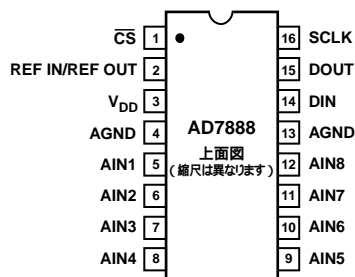 CS 1 16 SCLK
REF IN/REF OUT 2 15 DOUT
VDD 3 14 DIN
AGND 4 AD7888 13 AGND
AIN1 5 上面図 12 AIN8
(縮尺は異なります)
AIN2 6 11 AIN7
AIN3 7 10 AIN6
AIN4 8 9 AIN5